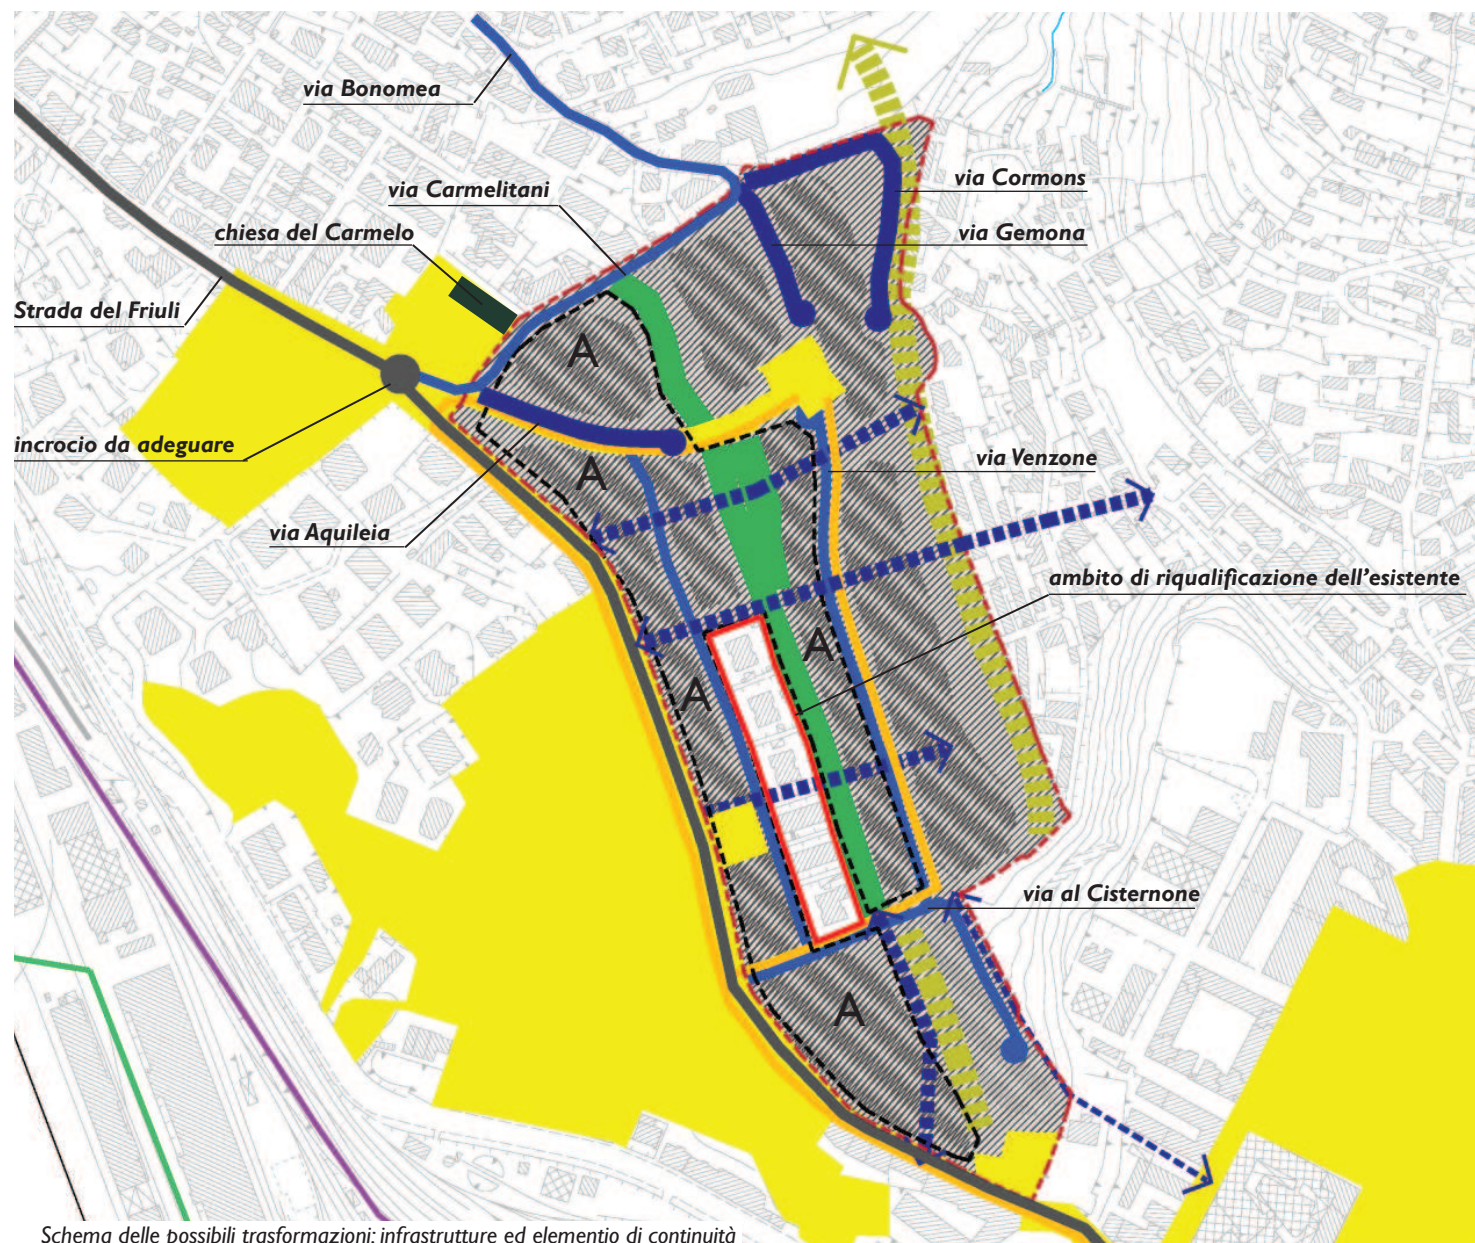 via Bonomea
via Carmelitani
via Cormons
chiesa del Carmelo
via Gemona
Strada del Friuli
A
incrocio da adeguare
A
via Venzone
via Aquileia
ambito di riqualificazione dell'esistente
A
A
via al Cisternone
A
Schema delle possibili trasformazioni: infrastrutture ed elementio di continuità